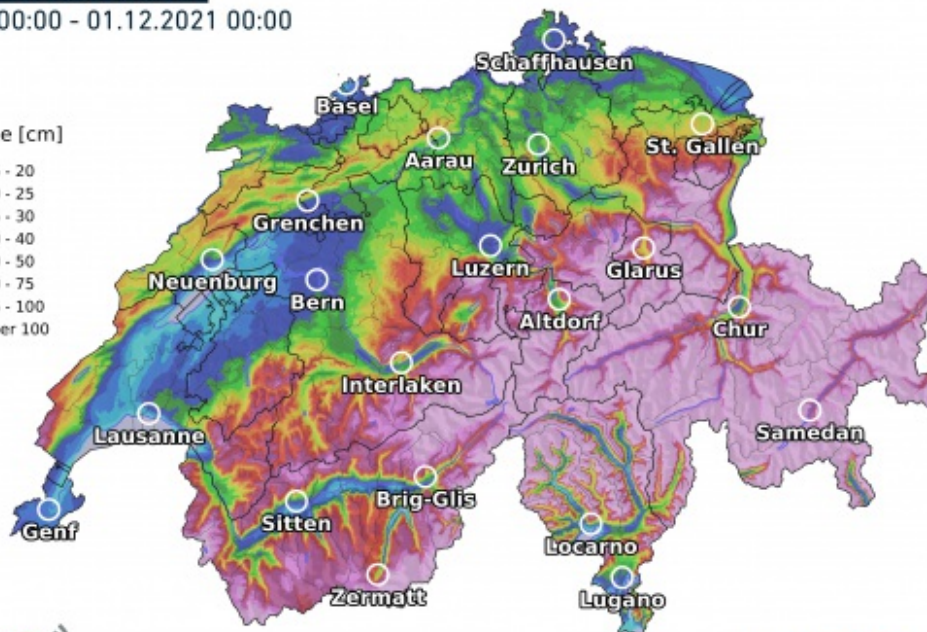 00:00 - 01.12.2021 00:00
Schaffhausen
Basel
e [cm]
- 20
- 25
- 30
- 40
- 50
- 75
- 100
er 100
Aarau
Zurich
St. Gallen
Grenchen
Neuenburg
Bern
Luzern
Glarus
Altdorf
Chur
Interlaken
Lausanne
Samedan
Brig-Glis
Sitten
Genf
Locarno
Zermatt
Lugano